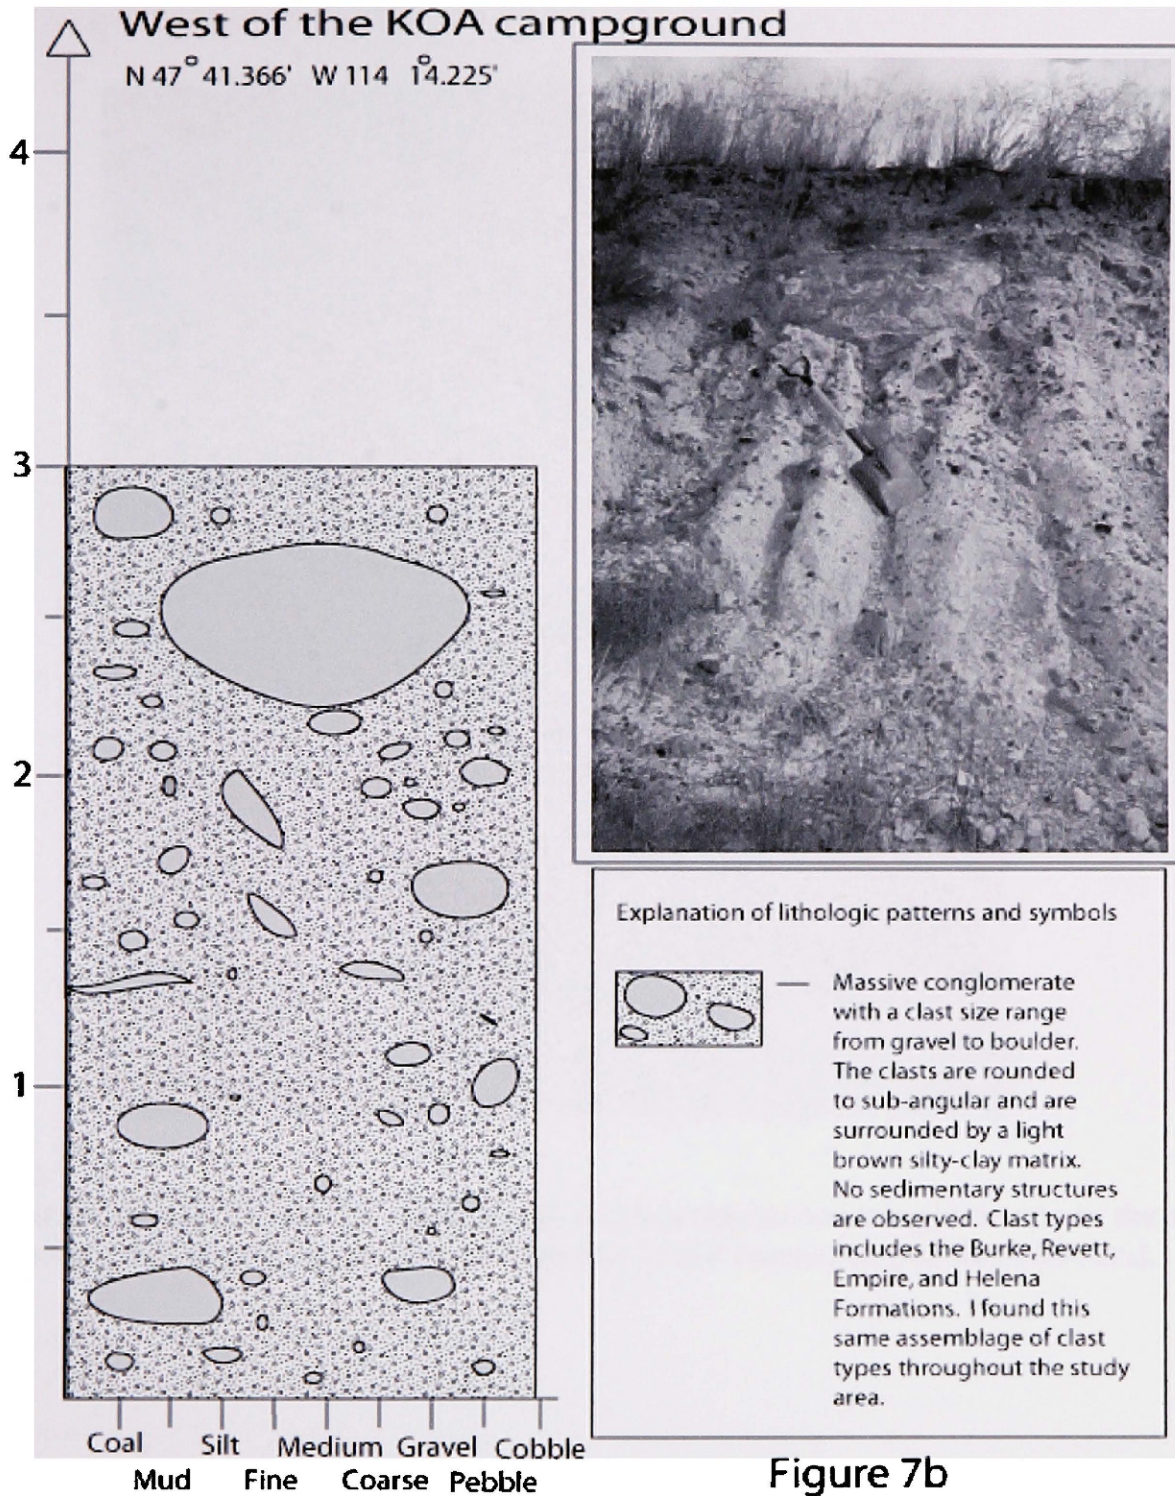 West of the KOA campground
N 47° 41.366' W 114° 14.225'
4
3
2
1
Coal Silt Medium Gravel Cobble
Mud Fine Coarse Pebble
Explanation of lithologic patterns and symbols
— Massive conglomerate
with a clast size range
from gravel to boulder.
The clasts are rounded
to sub-angular and are
surrounded by a light
brown silty-clay matrix.
No sedimentary structures
are observed. Clast types
includes the Burke, Revett,
Empire, and Helena
Formations. I found this
same assemblage of clast
types throughout the study
area.
Figure 7b